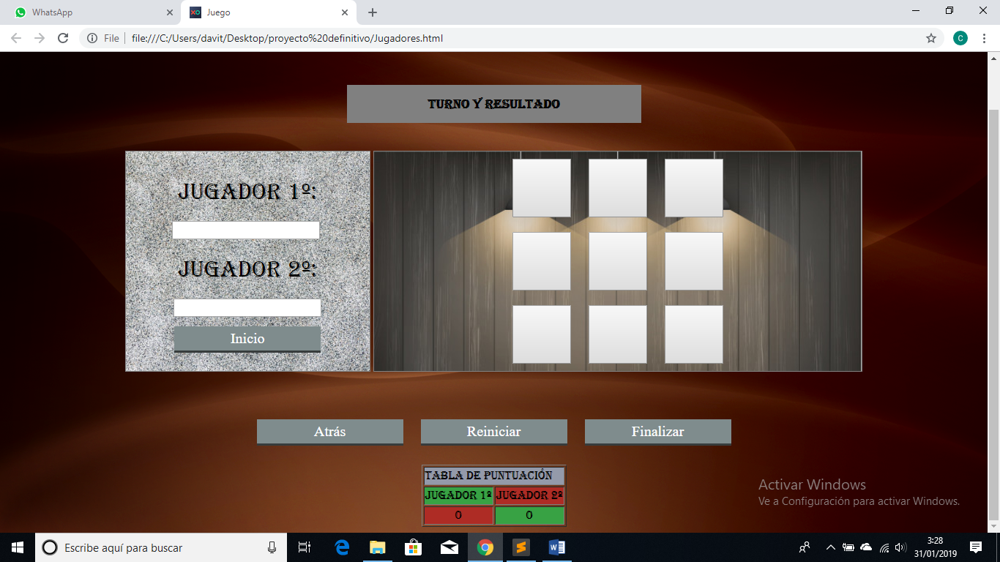 WhatsApp
XO Juego
File file:///C:/Users/davit/Desktop/proyecto%20definitivo/Jugadores.html
C
TURNO Y RESULTADO
JUGADOR 1º:
JUGADOR 2º:
Inicio
Atrás
Reiniciar
Finalizar
TABLA DE PUNTUACIÓN
JUGADOR 1º JUGADOR 2º
0 0
Activar Windows
Ve a Configuración para activar Windows.
Escribe aquí para buscar
3:28
31/01/2019